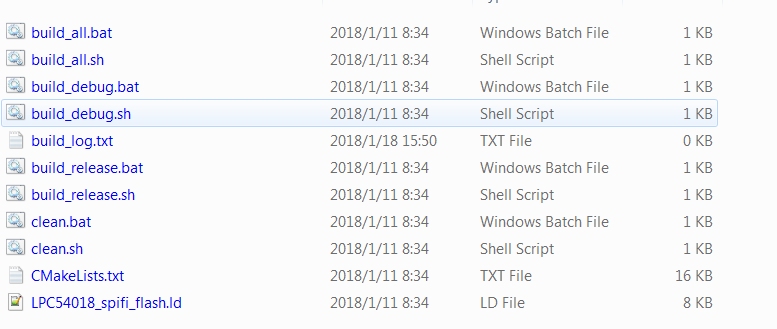 build_all.bat 2018/1/11 8:34 Windows Batch File 1 KB
build_all.sh 2018/1/11 8:34 Shell Script 1 KB
build_debug.bat 2018/1/11 8:34 Windows Batch File 1 KB
build_debug.sh 2018/1/11 8:34 Shell Script 1 KB
build_log.txt 2018/1/18 15:50 TXT File 0 KB
build_release.bat 2018/1/11 8:34 Windows Batch File 1 KB
build_release.sh 2018/1/11 8:34 Shell Script 1 KB
clean.bat 2018/1/11 8:34 Windows Batch File 1 KB
clean.sh 2018/1/11 8:34 Shell Script 1 KB
CMakeLists.txt 2018/1/11 8:34 TXT File 16 KB
LPC54018_spifi_flash.ld 2018/1/11 8:34 LD File 8 KB